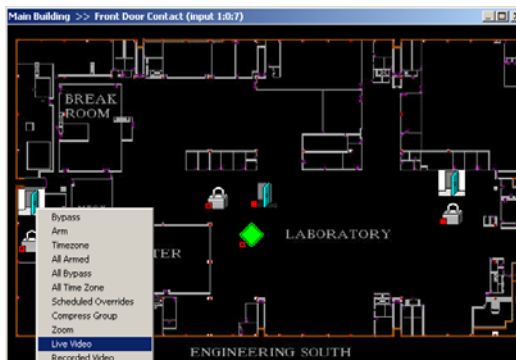 Main Building >> Front Door Contact (input 1:0:7)
BREAK
ROOM
LABORATORY
Bypass
Arm
Timezone
All Armed
All Bypass
All Time Zone
Scheduled Overrides
Compress Group
Zoom
Live Video
Recorded Video
ENGINEERING SOUTH